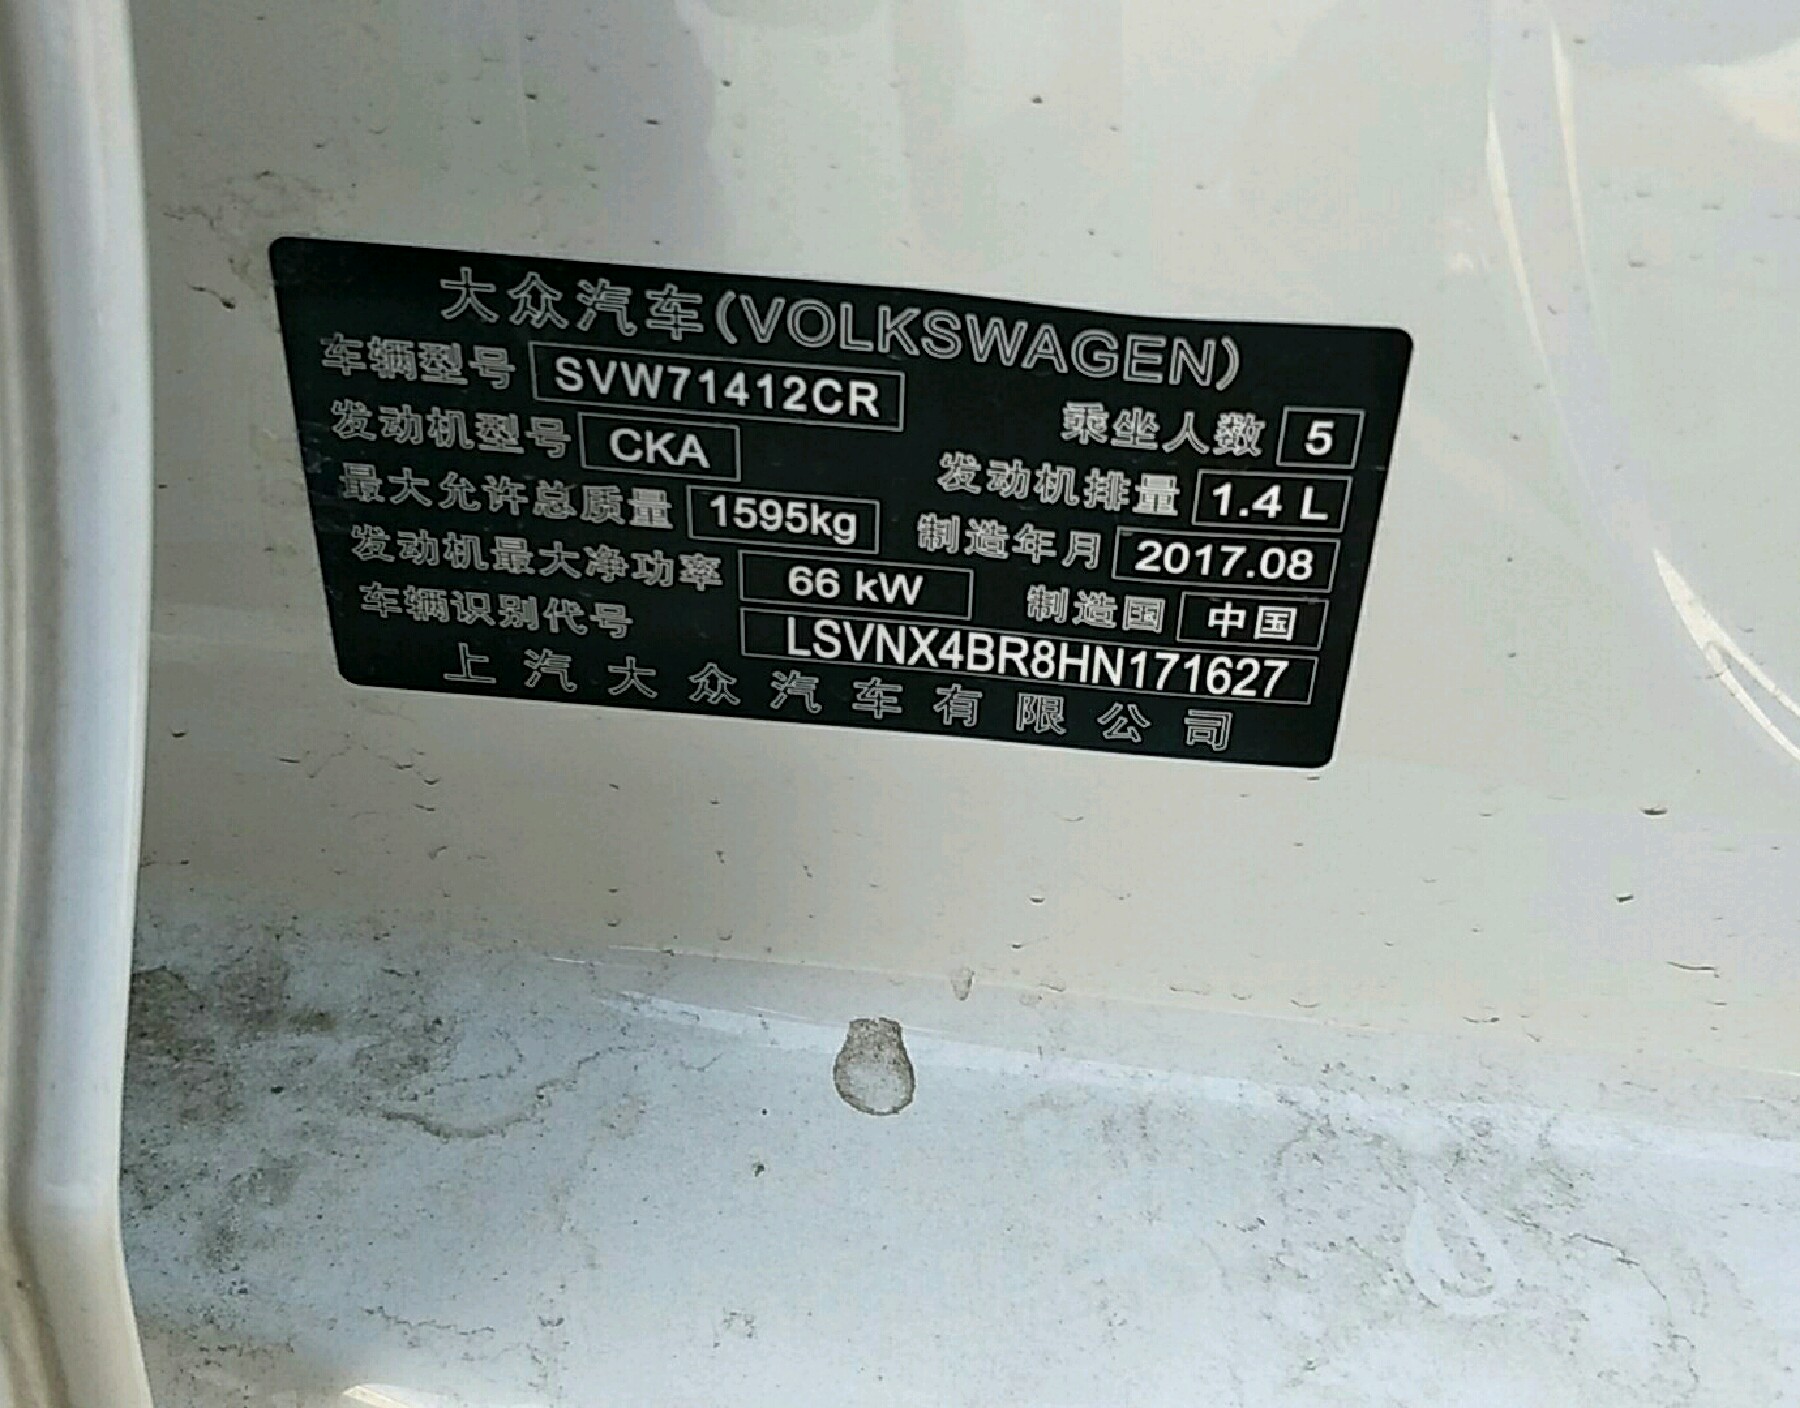 大众汽车(VOLKSWAGEN)
车辆型号 SVW71412CR 乘坐人数 5
发动机型号 CKA 发动机排量 1.4 L
最大允许总质量 1595kg 制造年月 2017.08
发动机最大净功率 66 kW 制造国 中国
车辆识别代号 LSVNX4BR8HN171627
上汽大众汽车有限公司